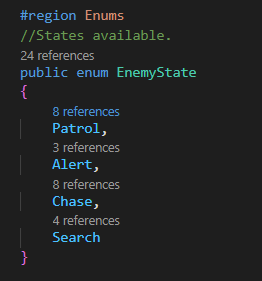 #region Enums
//States available.
24 references
public enum EnemyState
{
8 references
Patrol,
3 references
Alert,
8 references
Chase,
4 references
Search
}